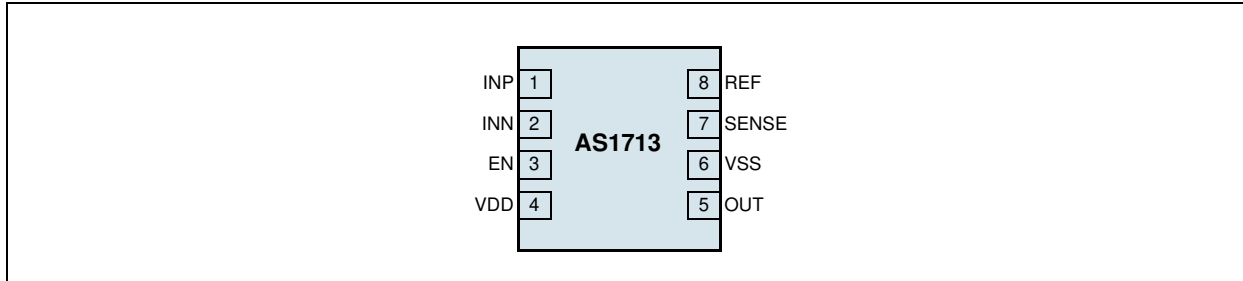 INP 1 8 REF
INN 2 7 SENSE
AS1713
EN 3 6 VSS
VDD 4 5 OUT